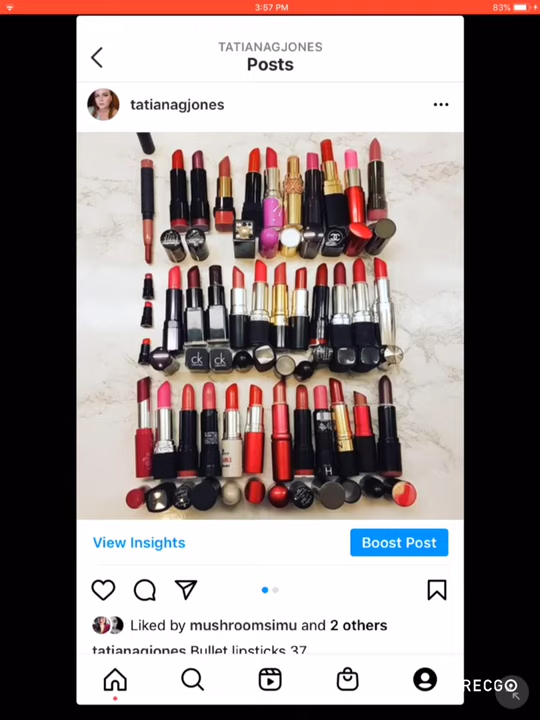 3:57 PM
83%
TATIANAGJONES
Posts
tatianagjones
ck
ck
View Insights
Boost Post
Liked by mushroomsimu and 2 others
tatianagjones Bullet lipsticks 37
RECGO